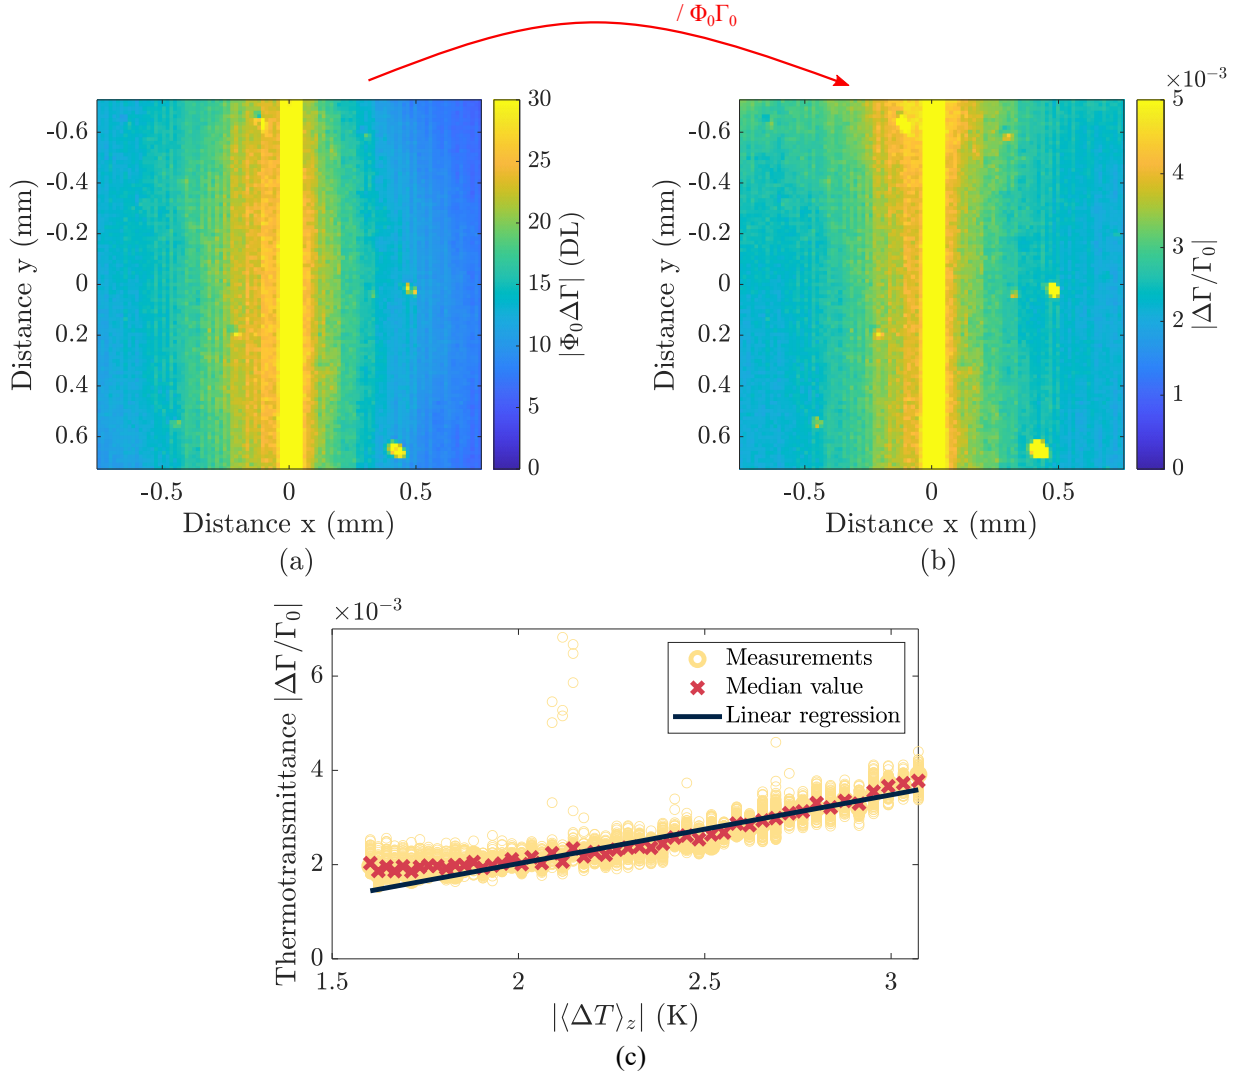 / Φ₀Γ₀
-0.6
-0.4
-0.2
0
0.2
0.4
0.6
Distance y (mm)
-0.5 0 0.5
Distance x (mm)
(a)
30
25
20
15
10
5
0
|Φ₀ΔΓ| (DL)
-0.6
-0.4
-0.2
0
0.2
0.4
0.6
Distance y (mm)
-0.5 0 0.5
Distance x (mm)
(b)
×10⁻³
5
4
3
2
1
0
|ΔΓ/Γ₀|
×10⁻³
6
4
2
0
Thermotransmittance |ΔΓ/Γ₀|
Measurements
Median value
Linear regression
1.5 2 2.5 3
|⟨ΔT⟩_z| (K)
(c)